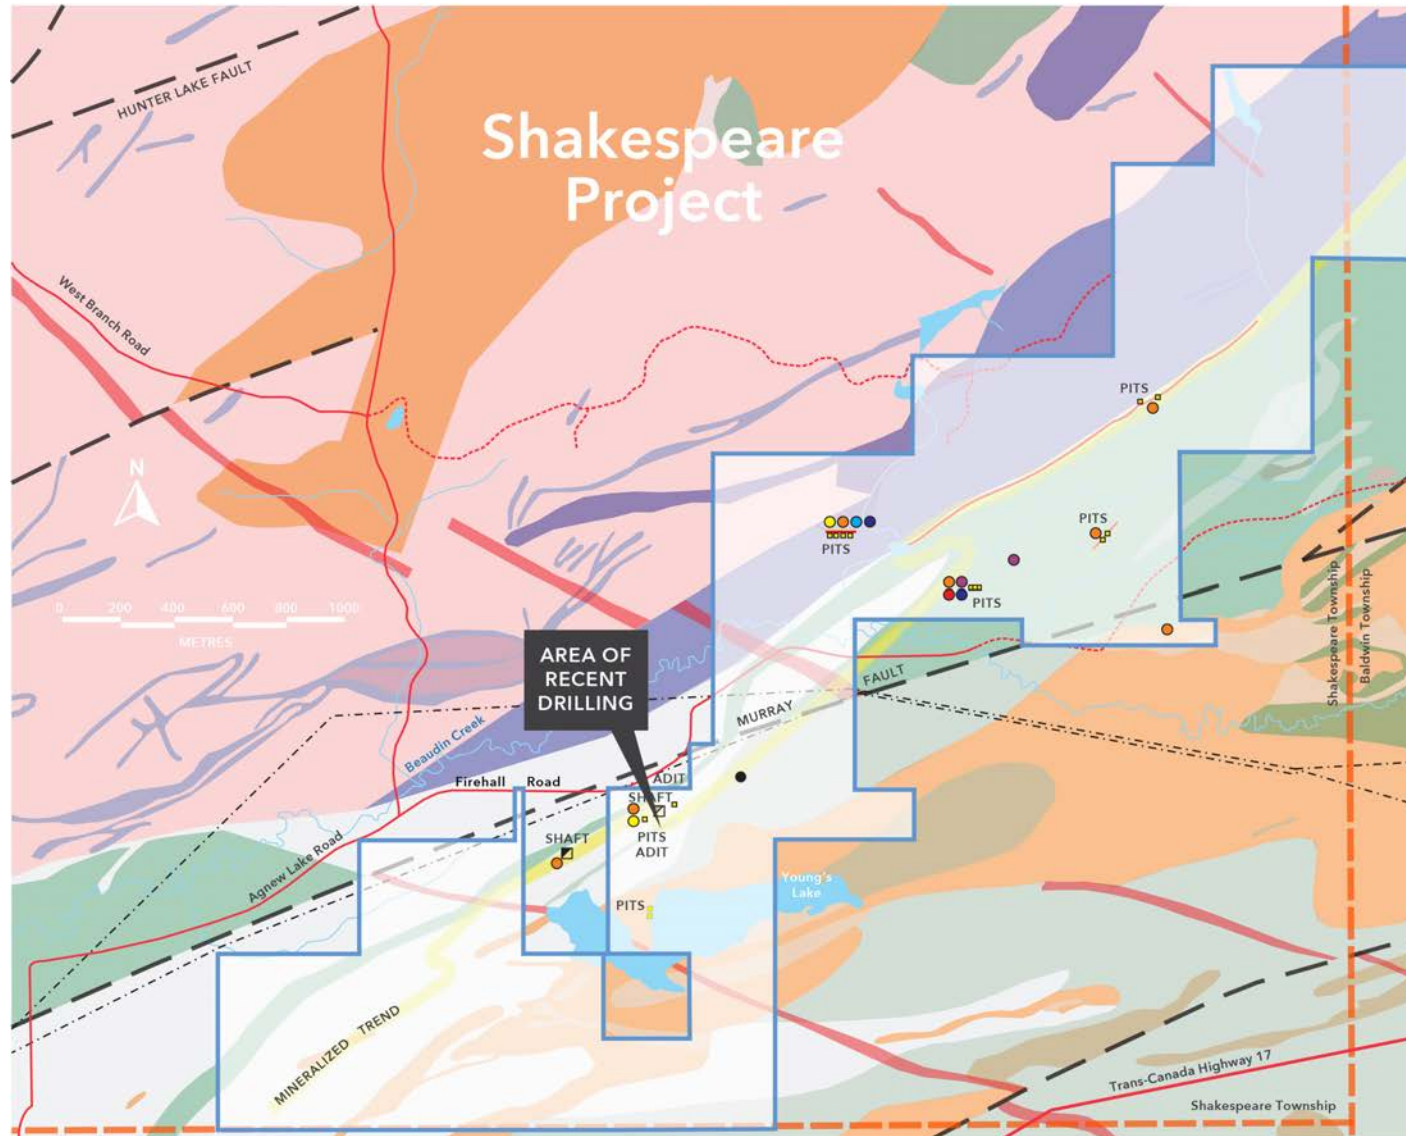 HUNTER LAKE FAULT
Shakespeare
Project
West Branch Road
N
0 200 400 600 800 1000
METRES
PITS
PITS
PITS
PITS
Shakespeare Township
Baldwin Township
AREA OF
RECENT
DRILLING
MURRAY FAULT
Beaudin Creek
Firehall Road
ADIT
SHAFT
PITS
ADIT
SHAFT
Agnew Lake Road
Young's
Lake
PITS
MINERALIZED TREND
Trans-Canada Highway 17
Shakespeare Township